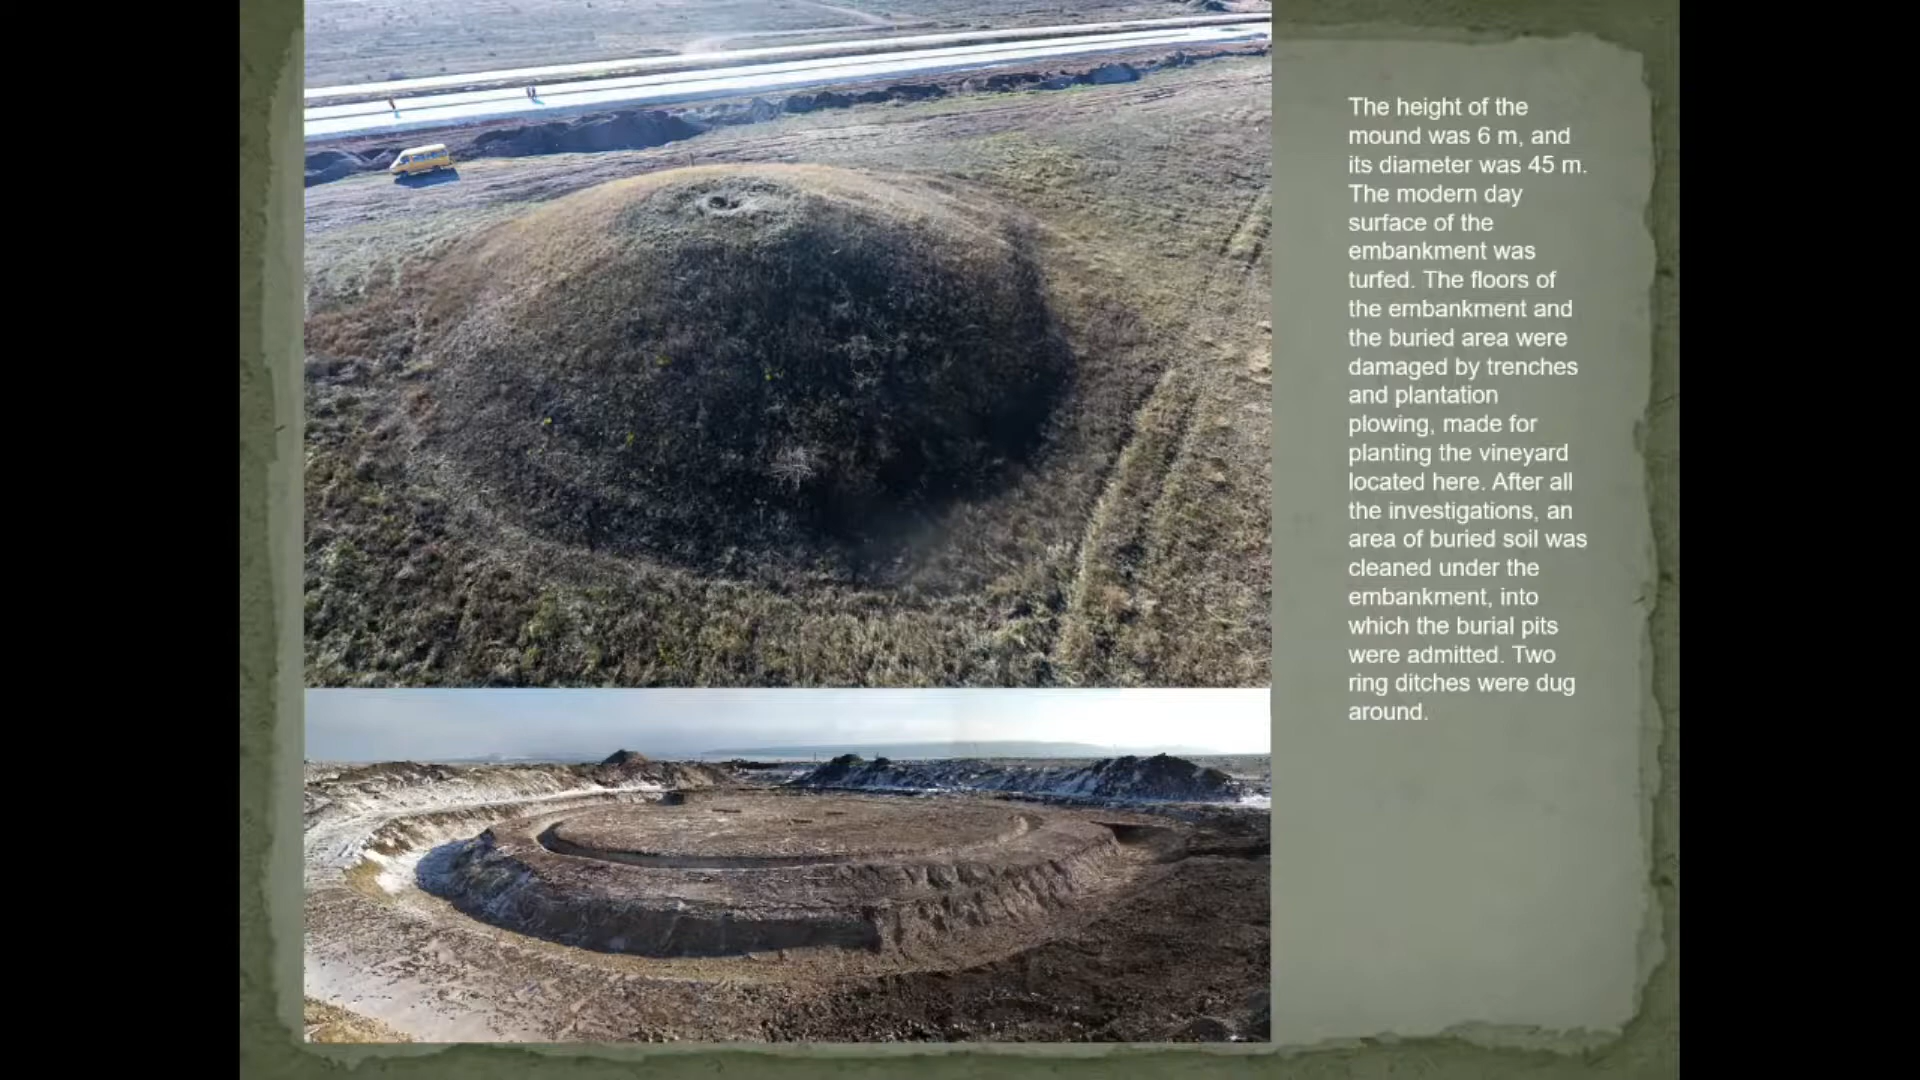 The height of the
mound was 6 m, and
its diameter was 45 m.
The modern day
surface of the
embankment was
turfed. The floors of
the embankment and
the buried area were
damaged by trenches
and plantation
plowing, made for
planting the vineyard
located here. After all
the investigations, an
area of buried soil was
cleaned under the
embankment, into
which the burial pits
were admitted. Two
ring ditches were dug
around.